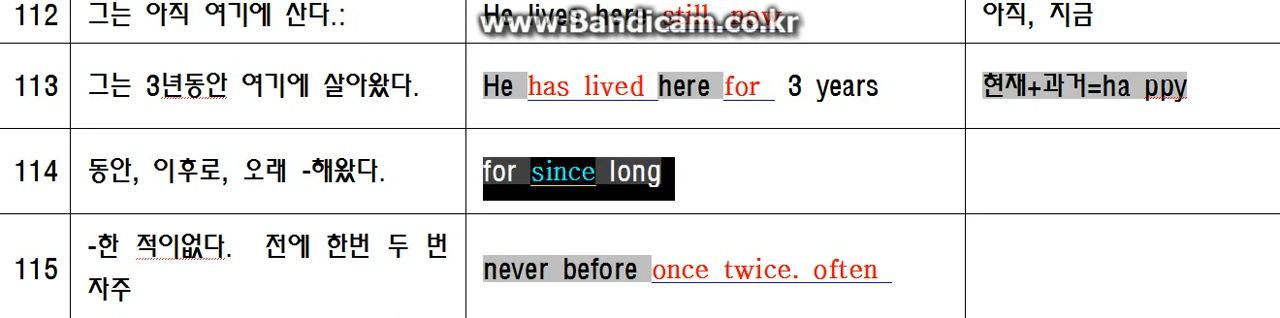 112 그는 아직 여기에 산다.: He lives here still now 아직, 지금
www.Bandicam.co.kr
113 그는 3년동안 여기에 살아왔다. He has lived here for 3 years 현재+과거=ha ppy
114 동안, 이후로, 오래 -해왔다. for since long
115 -한 적이없다. 전에 한번 두 번 never before once twice. often
자주